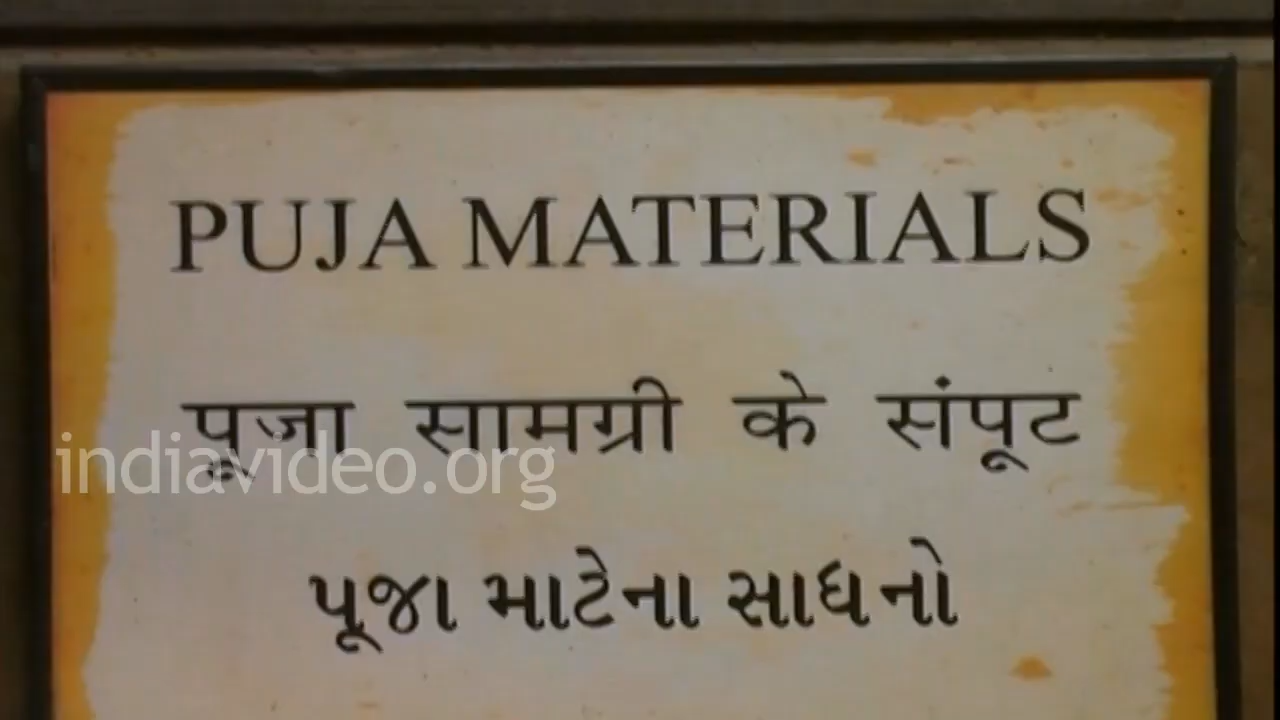 PUJA MATERIALS
पूजा सामग्री के संपूट
indiavideo.org
પૂજા માટેના સાધનો